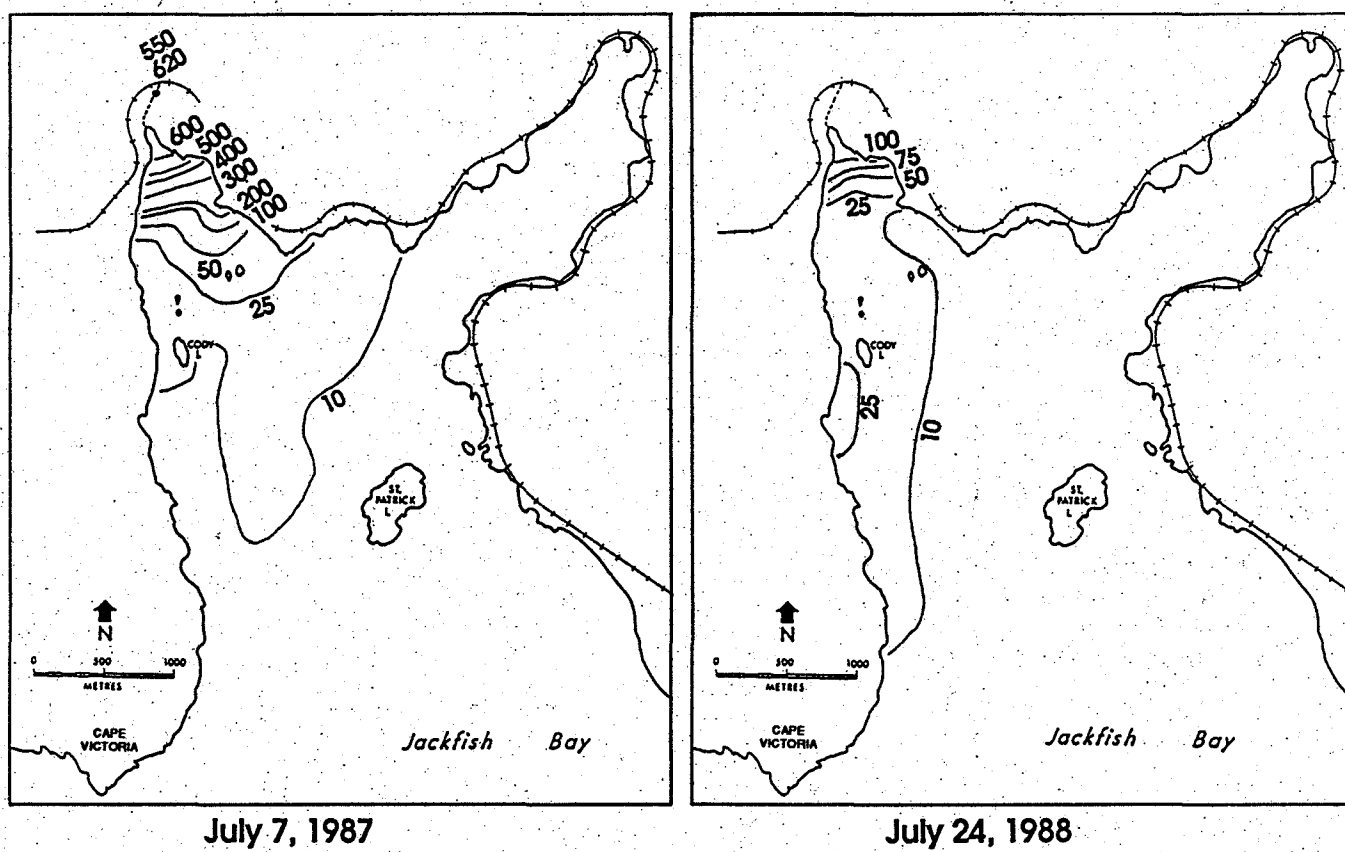 550
620
600
500
400
300
200
100
50
25
CODY
I.
10
ST.
PATRICK
I.
N
0 500 1000
METRES
CAPE
VICTORIA
Jackfish Bay
July 7, 1987
100
75
50
25
CODY
I.
25
10
ST.
PATRICK
I.
N
0 500 1000
METRES
CAPE
VICTORIA
Jackfish Bay
July 24, 1988